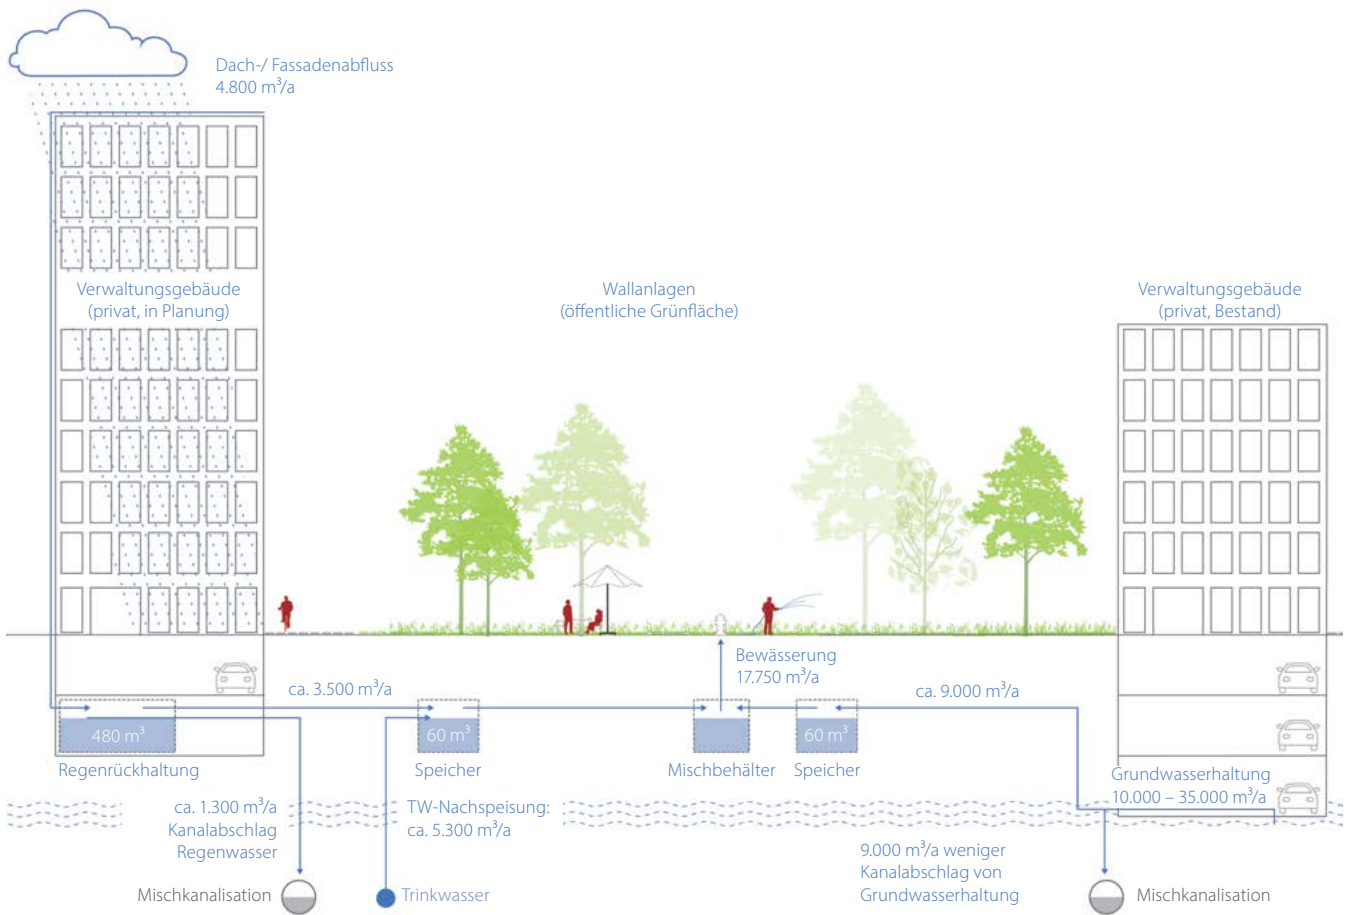 Dach-/ Fassadenabfluss
4.800 m³/a
Verwaltungsgebäude
(privat, in Planung)
Wallanlagen
(öffentliche Grünfläche)
Verwaltungsgebäude
(privat, Bestand)
Bewässerung
17.750 m³/a
ca. 3.500 m³/a
ca. 9.000 m³/a
480 m³
60 m³
60 m³
Regenrückhaltung
Speicher
Mischbehälter
Speicher
Grundwasserhaltung
10.000 – 35.000 m³/a
ca. 1.300 m³/a
Kanalabschlag
Regenwasser
TW-Nachspeisung:
ca. 5.300 m³/a
9.000 m³/a weniger
Kanalabschlag von
Grundwasserhaltung
Mischkanalisation
Trinkwasser
Mischkanalisation